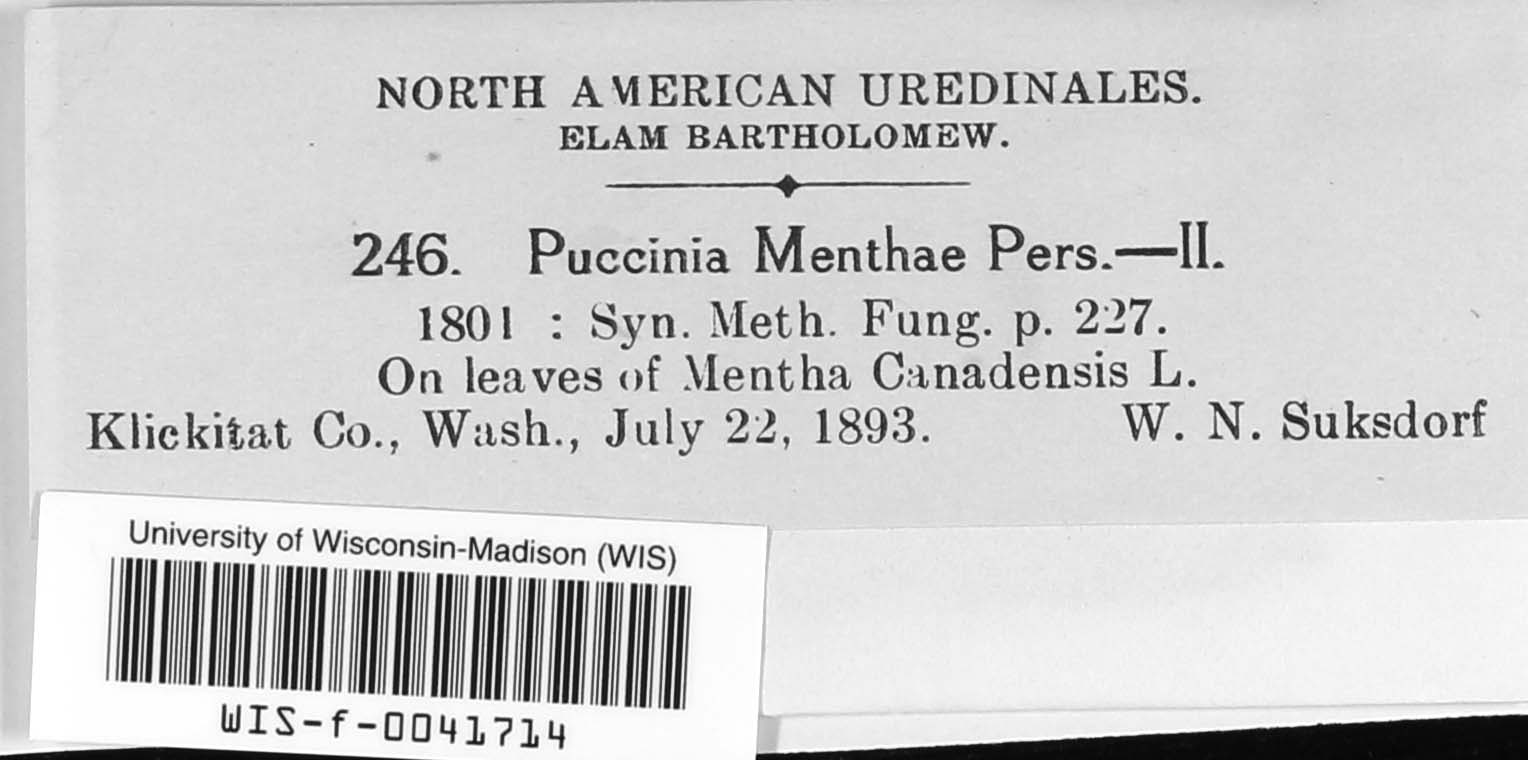 NORTH AMERICAN UREDINALES.
ELAM BARTHOLOMEW.
246. Puccinia Menthae Pers.—II.
1801 : Syn. Meth. Fung. p. 227.
On leaves of Mentha Canadensis L.
Klickitat Co., Wash., July 22, 1893. W. N. Suksdorf
University of Wisconsin-Madison (WIS)
WIS-f-0041714